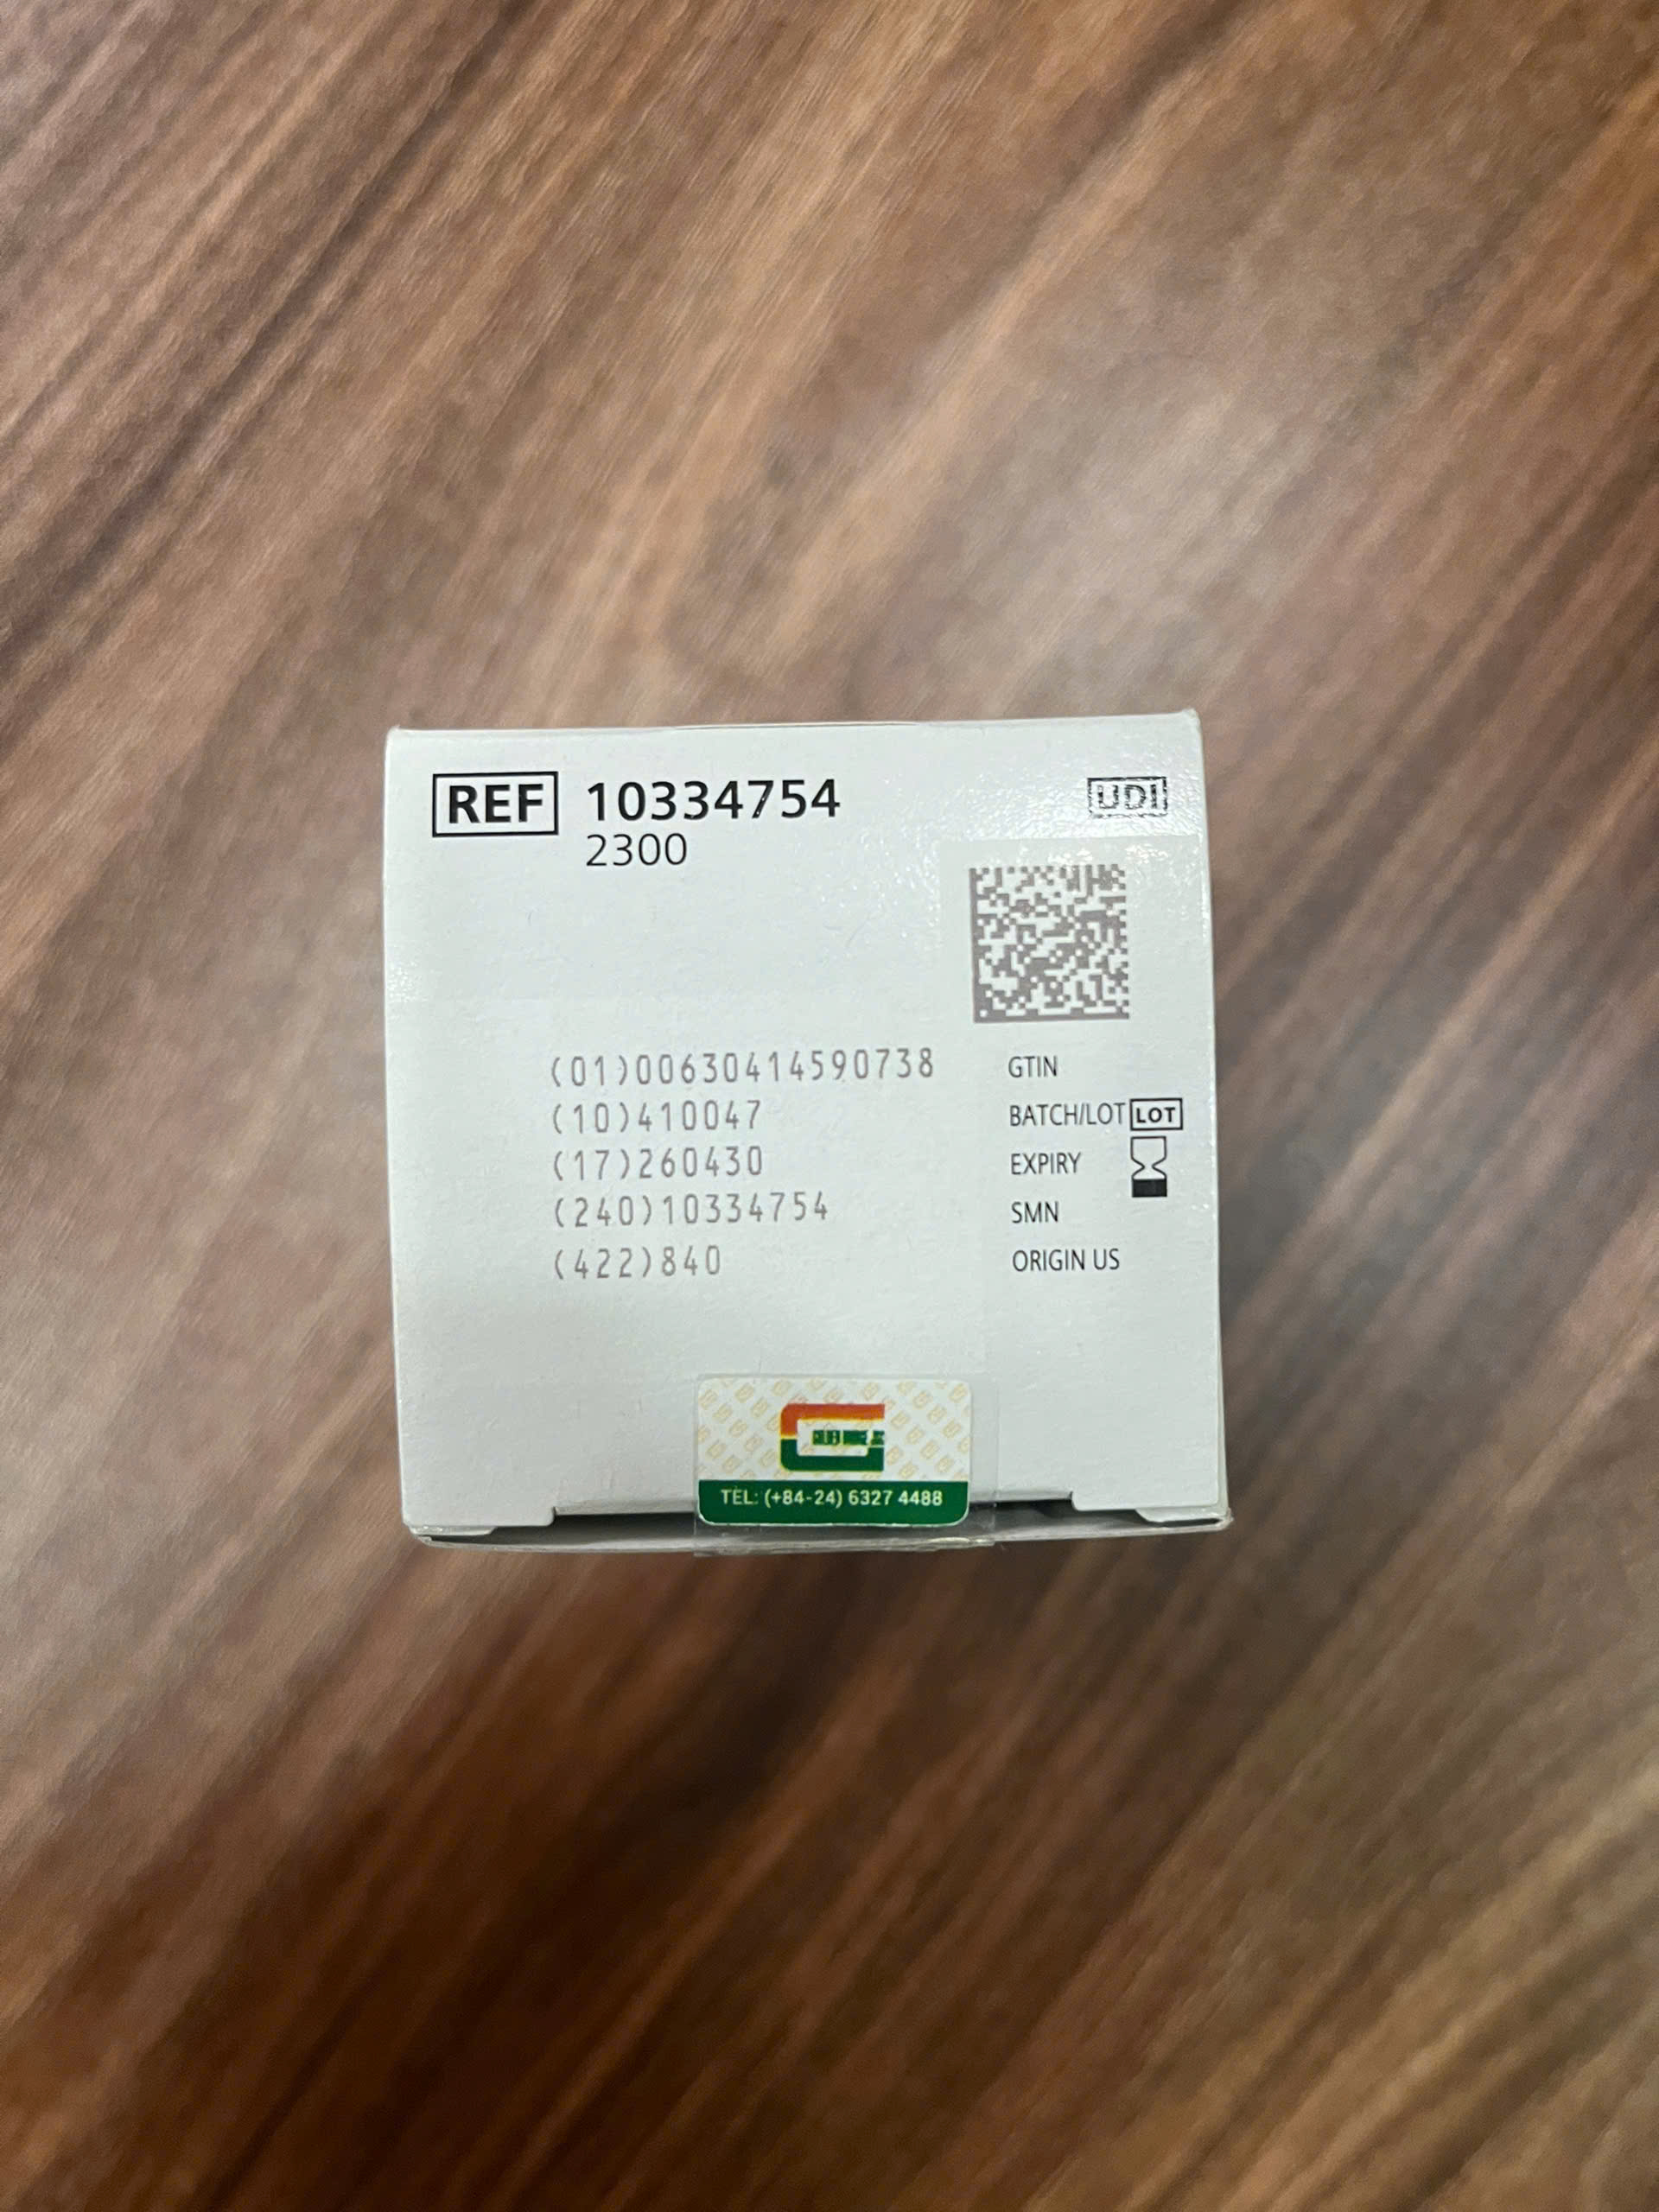 REF 10334754
2300
UDI
(01)00630414590738 GTIN
(10)410047 BATCH/LOT LOT
(17)260430 EXPIRY
(240)10334754 SMN
(422)840 ORIGIN US
TEL: (+84-24) 6327 4488